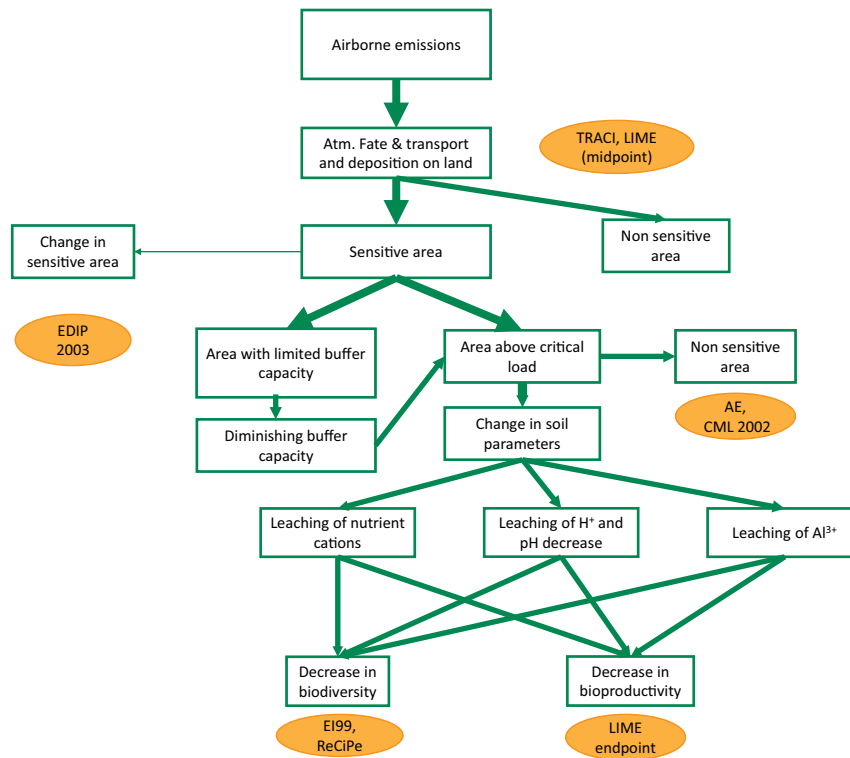 Airborne emissions
Atm. Fate & transport
and deposition on land
TRACI, LIME
(midpoint)
Change in
sensitive area
Sensitive area
Non sensitive
area
EDIP
2003
Area with limited buffer
capacity
Area above critical
load
Non sensitive
area
Diminishing buffer
capacity
Change in soil
parameters
AE,
CML 2002
Leaching of nutrient
cations
Leaching of H⁺ and
pH decrease
Leaching of Al³⁺
Decrease in
biodiversity
Decrease in
bioproductivity
EI99,
ReCiPe
LIME
endpoint